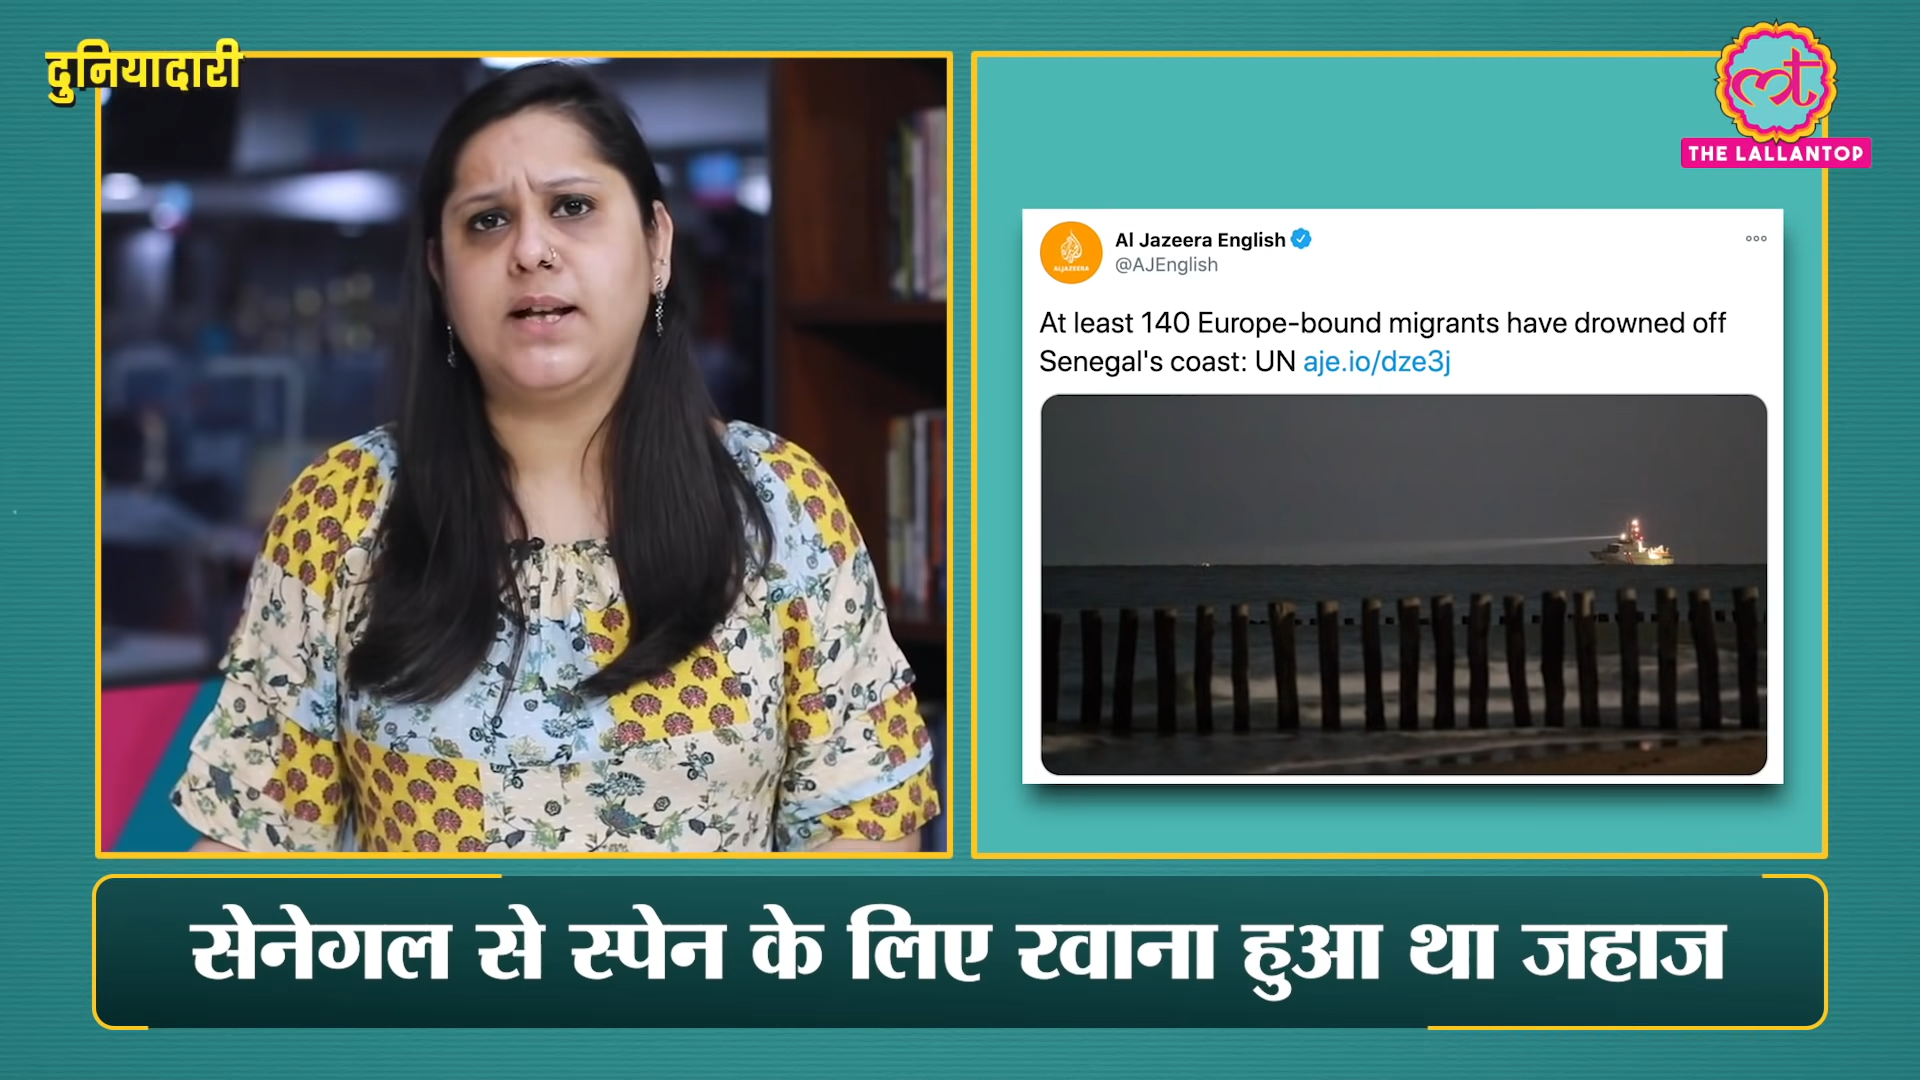 दुनियादारी
THE LALLANTOP
Al Jazeera English
@AJEnglish
ALJAZEERA
At least 140 Europe-bound migrants have drowned off
Senegal's coast: UN aje.io/dze3j
सेनेगल से स्पेन के लिए रवाना हुआ था जहाज